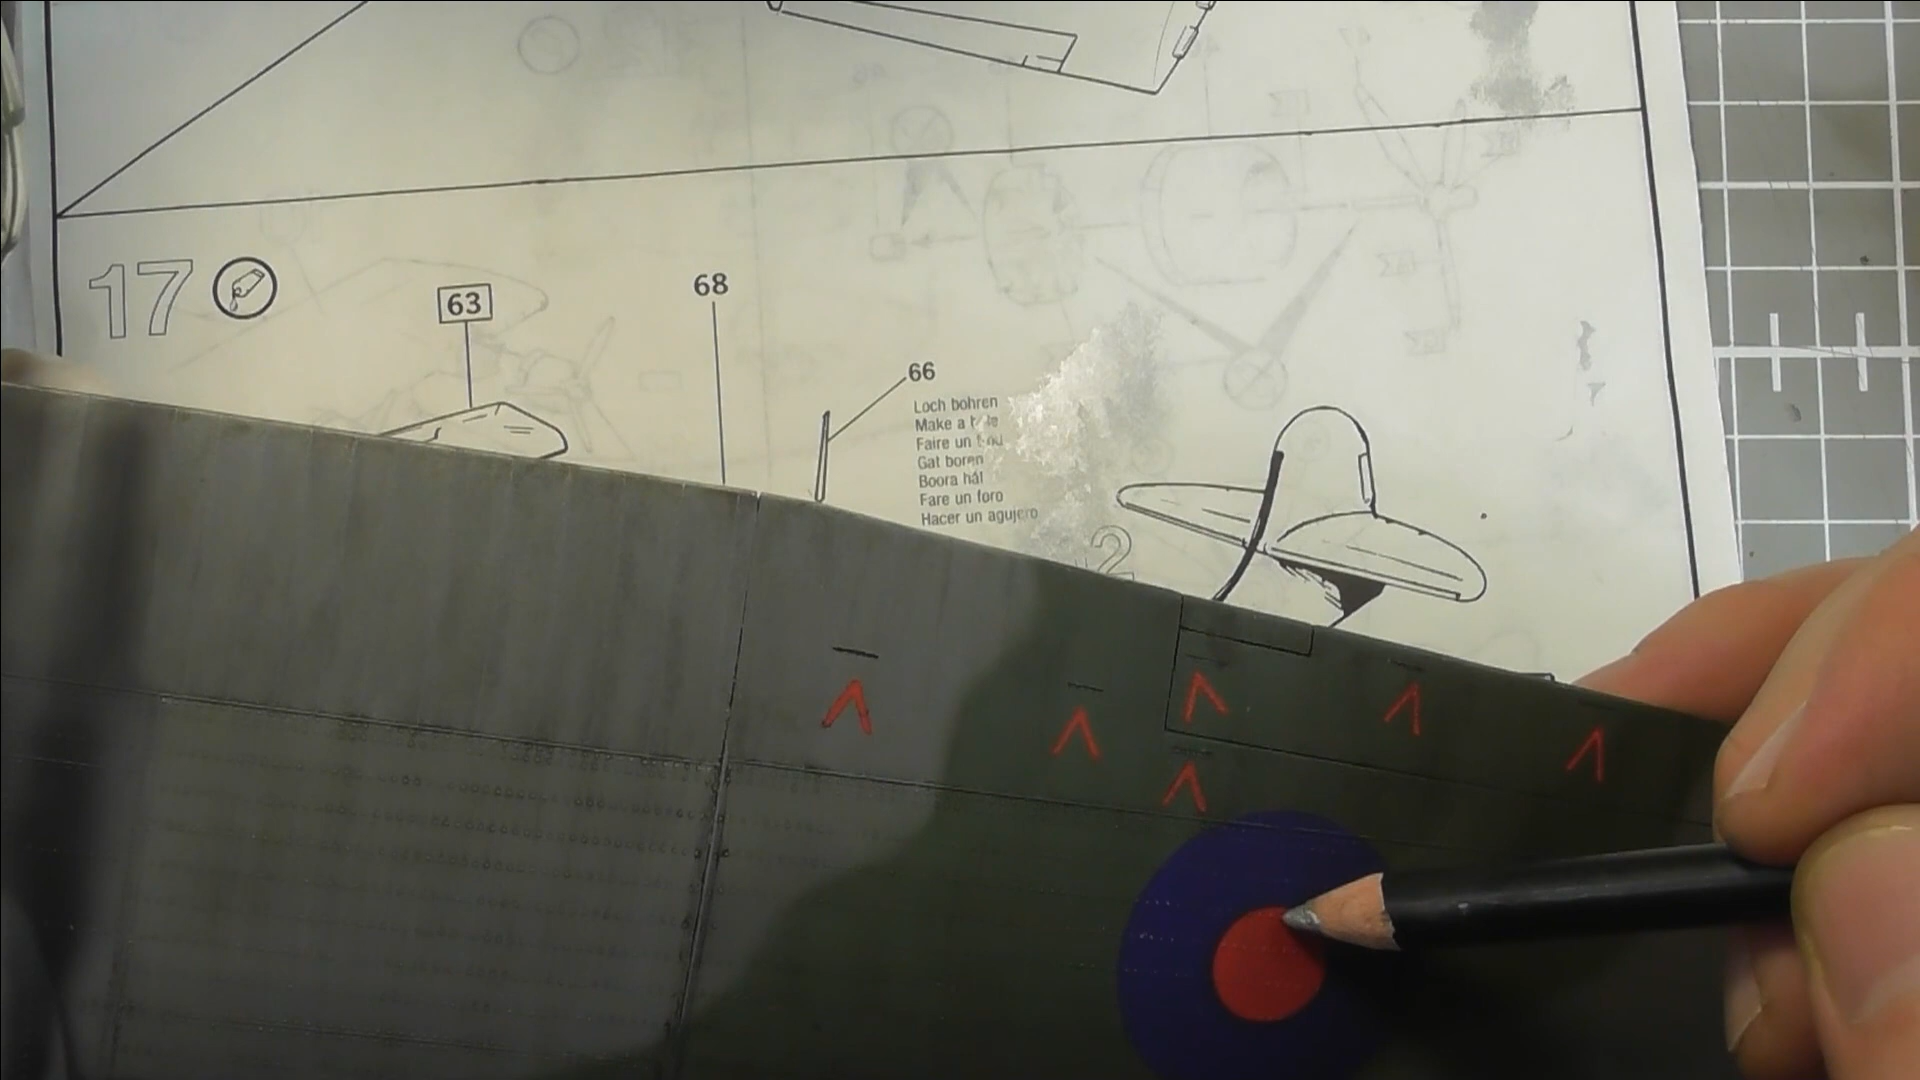 17
63
68
66
Loch bohren
Make a
Faire un
Gat boren
Boora hål
Fare un foro
Hacer un agujero
2